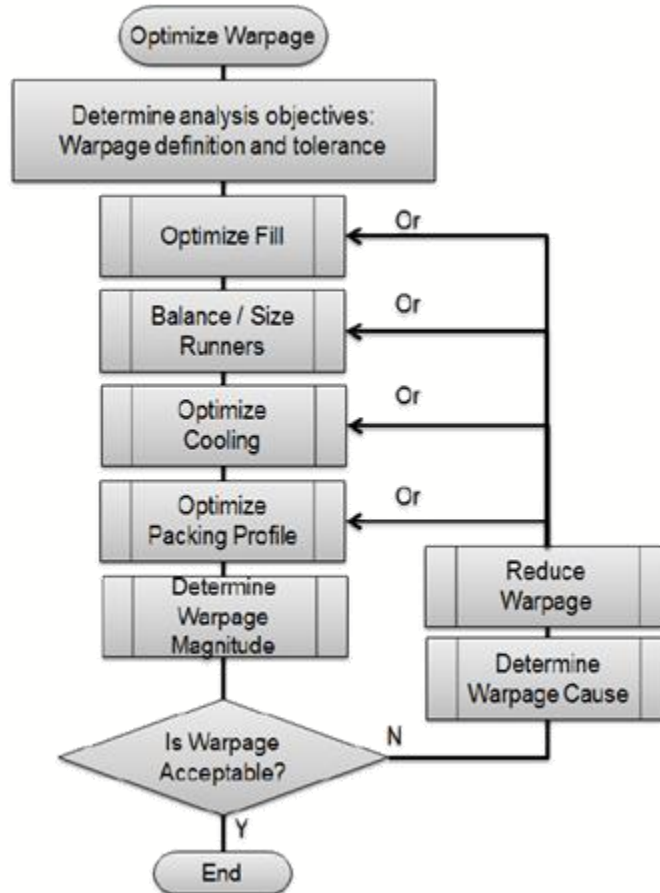 Optimize Warpage
Determine analysis objectives:
Warpage definition and tolerance
Optimize Fill
Or
Balance / Size
Runners
Or
Optimize
Cooling
Or
Optimize
Packing Profile
Or
Determine
Warpage
Magnitude
Reduce
Warpage
Determine
Warpage Cause
Is Warpage
Acceptable?
N
Y
End